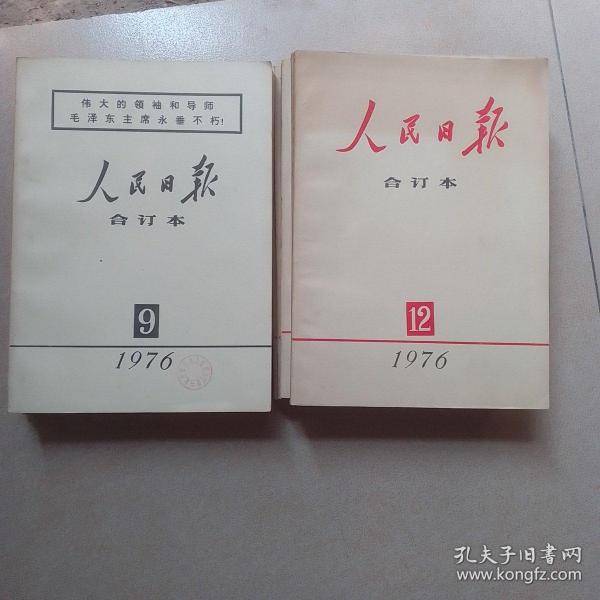 伟大的领袖和导师
毛泽东主席永垂不朽!
人民日报
合订本
9
1976
人民日报
合订本
12
1976
孔夫子旧书网
www.kongfz.com